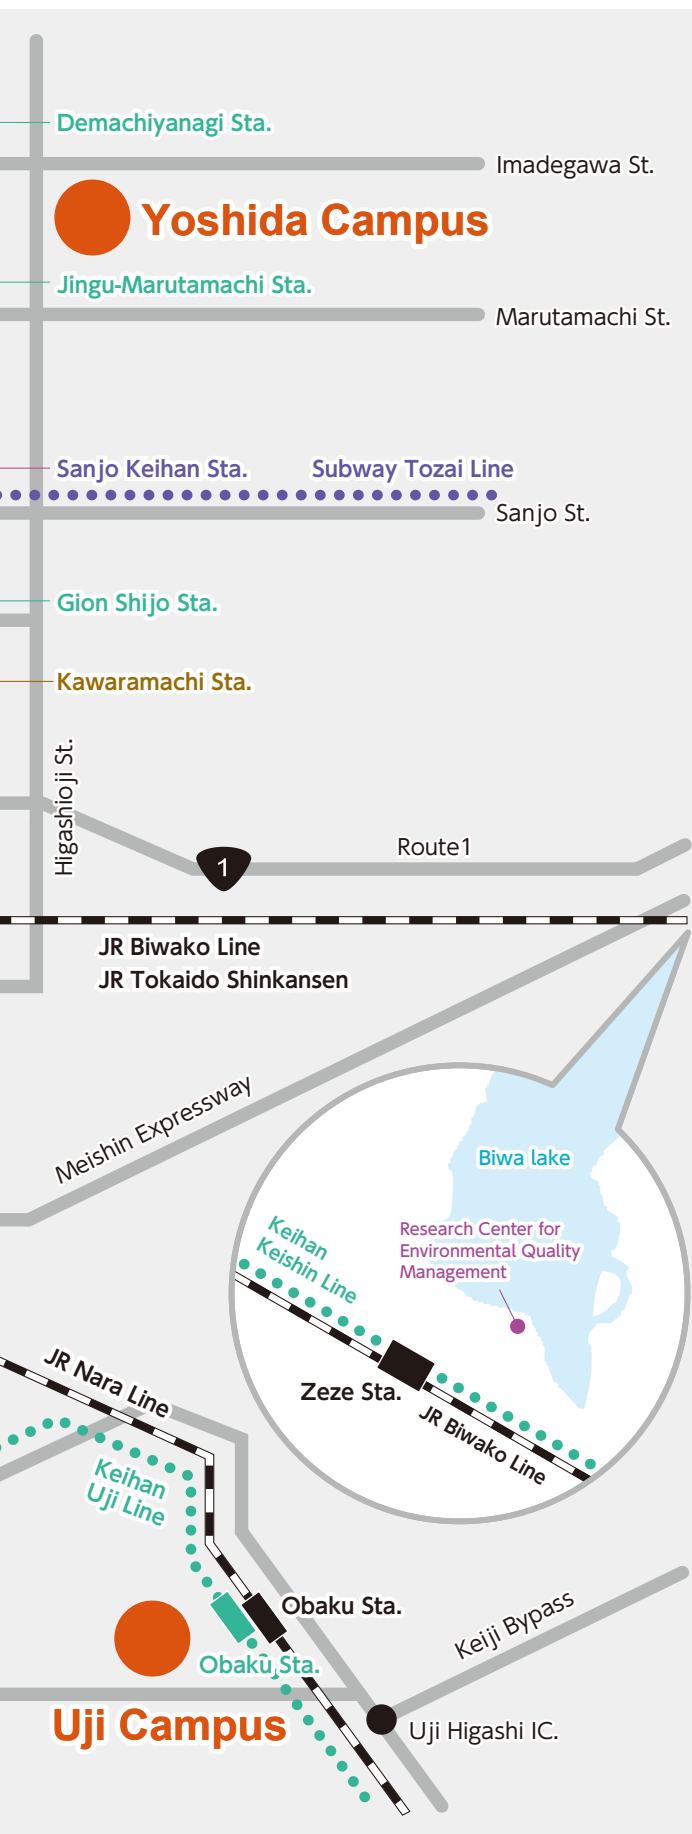 Demachiyanagi Sta.
Imadegawa St.
Yoshida Campus
Jingu-Marutamachi Sta.
Marutamachi St.
Sanjo Keihan Sta.
Subway Tozai Line
Sanjo St.
Gion Shijo Sta.
Kawaramachi Sta.
Higashioji St.
Route1
1
JR Biwako Line
JR Tokaido Shinkansen
Meishin Expressway
Biwa lake
Research Center for
Environmental Quality
Management
Keihan
Keishin Line
Zeze Sta.
JR Biwako Line
JR Nara Line
Keihan
Uji Line
Obaku Sta.
Keiji Bypass
Obaku Sta.
Uji Campus
Uji Higashi IC.